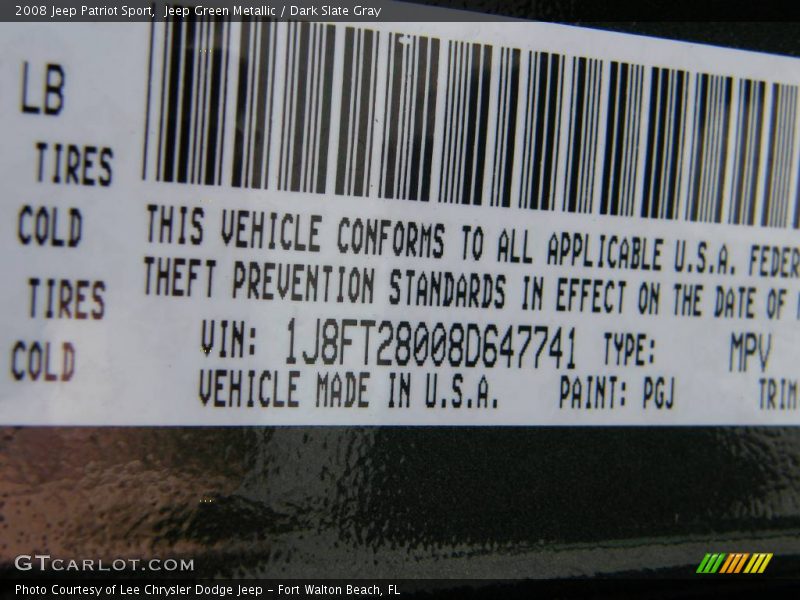 2008 Jeep Patriot Sport,  Jeep Green Metallic / Dark Slate Gray
LB
TIRES
COLD
TIRES
COLD
THIS VEHICLE CONFORMS TO ALL APPLICABLE U.S.A. FEDER
THEFT PREVENTION STANDARDS IN EFFECT ON THE DATE OF
VIN: 1J8FT28008D647741 TYPE: MPV
VEHICLE MADE IN U.S.A. PAINT: PGJ TRIM
GTCARLOT.COM
Photo Courtesy of Lee Chrysler Dodge Jeep - Fort Walton Beach, FL